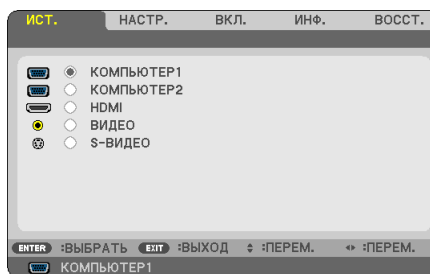 ИСТ. НАСТР. ВКЛ. ИНФ. ВОССТ.
КОМПЬЮТЕР1
КОМПЬЮТЕР2
HDMI
ВИДЕО
S-ВИДЕО
ENTER :ВЫБРАТЬ EXIT :ВЫХОД :ПЕРЕМ. :ПЕРЕМ.
КОМПЬЮТЕР1